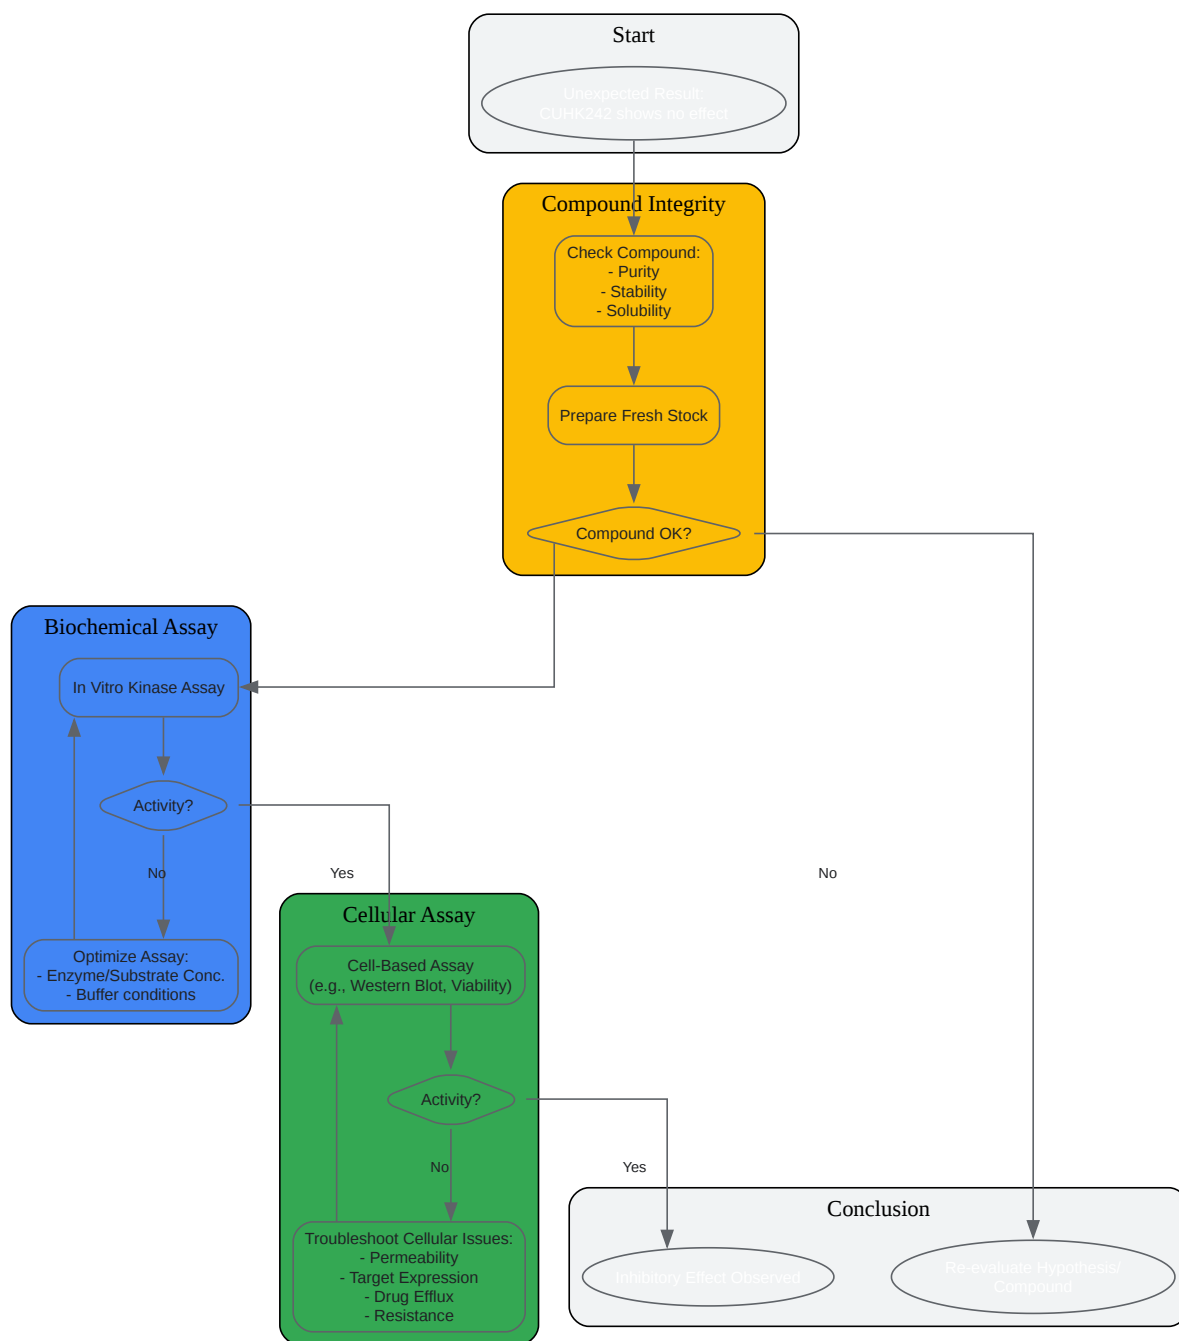 Start
Unexpected Result:
CUHK242 shows no effect
Compound Integrity
Check Compound:
- Purity
- Stability
- Solubility
Prepare Fresh Stock
Compound OK?
Biochemical Assay
In Vitro Kinase Assay
Activity?
No
Yes
No
Optimize Assay:
- Enzyme/Substrate Conc.
- Buffer conditions
Cellular Assay
Cell-Based Assay
(e.g., Western Blot, Viability)
Activity?
No
Yes
Troubleshoot Cellular Issues:
- Permeability
- Target Expression
- Drug Efflux
- Resistance
Conclusion
Inhibitory Effect Observed
Re-evaluate Hypothesis/
Compound